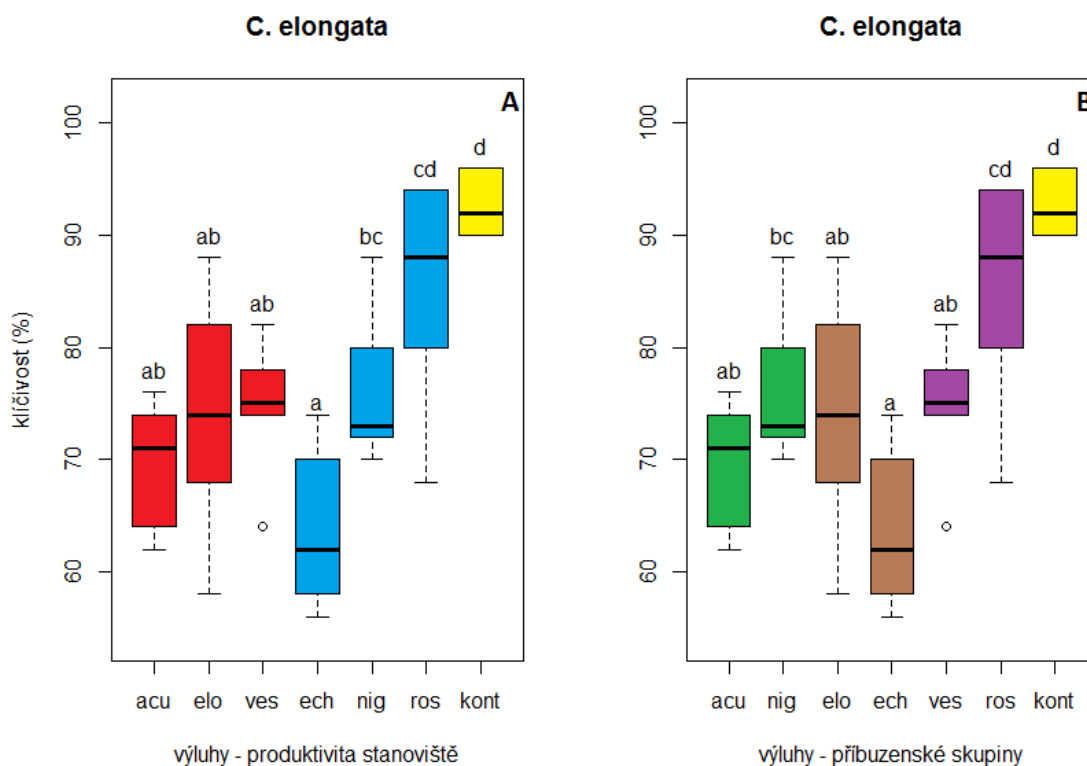 C. elongata
A
klíčivost (%)
100
90
80
70
60
ab
ab
ab
a
bc
cd
d
acu elo ves ech nig ros kont
výluhy - produktivita stanoviště
C. elongata
B
100
90
80
70
60
ab
bc
ab
a
ab
cd
d
acu nig elo ech ves ros kont
výluhy - příbuzenské skupiny